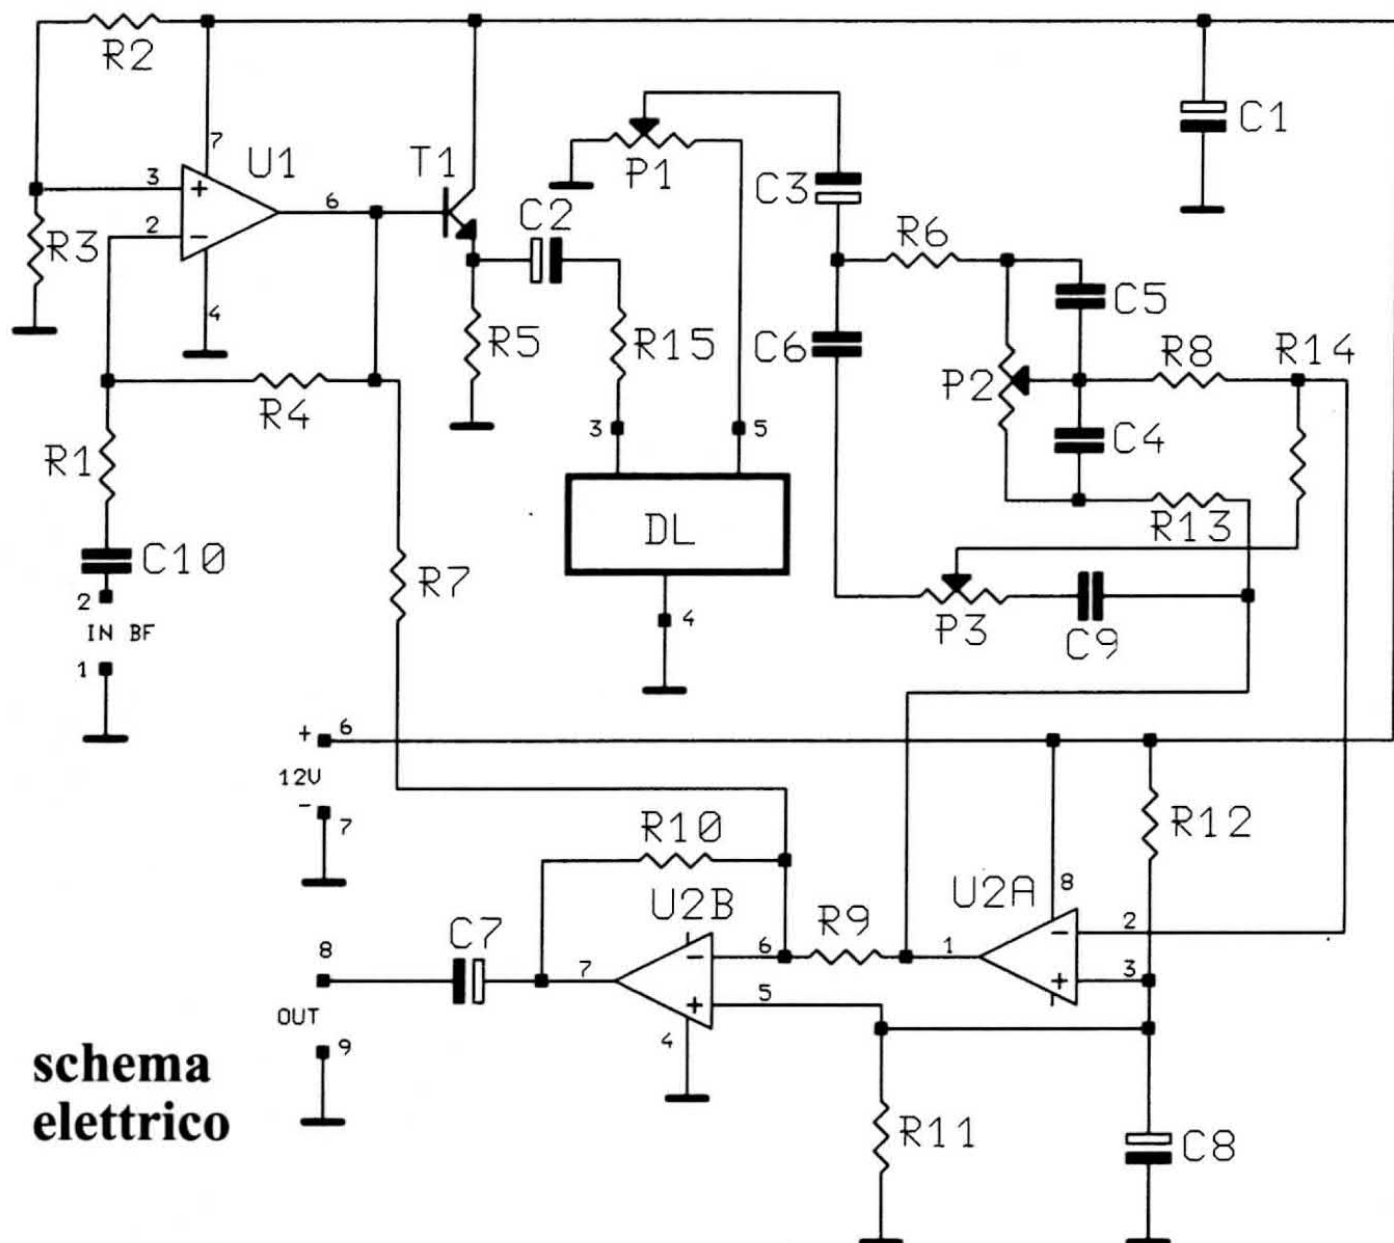 R2
7
U1
T1
P1
C1
3
+
6
C2
C3
2
-
R3
R6
4
R5
R15
C6
C5
R8
R14
P2
R4
3
5
C4
R1
DL
R13
C10
R7
2
4
P3
C9
IN BF
1
+
6
12V
-
7
R10
R12
U2B
U2A
8
R9
C7
-
6
1
-
2
8
7
+
5
+
3
OUT
4
9
schema
elettrico
R11
C8